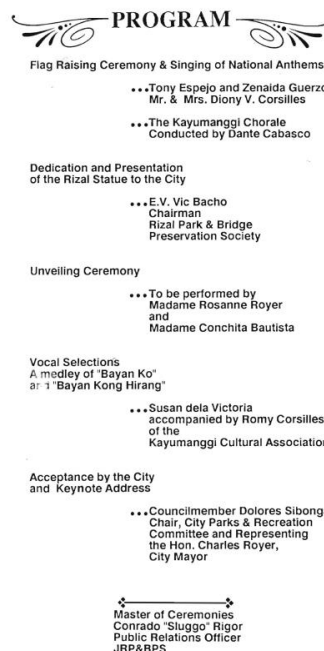 PROGRAM
Flag Raising Ceremony & Singing of National Anthems
...Tony Espejo and Zenaida
Mr. & Mrs. Diony V. Corsilles
...The Kayumanggi Chorale
Conducted by Dante Cabasco
Dedication and Presentation
of the Rizal Statue to the City
...E.V. Vic Bacho
Chairman
Rizal Park & Bridge
Preservation Society
Unveiling Ceremony
...To be performed by
Madame Rosanne Royer
and
Madame Conchita Bautista
Vocal Selections
A medley of "Bayan Ko"
and "Bayan Kong Hirang"
...Susan dela Victoria
accompanied by Romy Corsilles
of the
Kayumanggi Cultural Association
Acceptance by the City
and Keynote Address
...Councilmember Dolores
Chair, City Parks & Recreation
Committee and Representing
the Hon. Charles Royer,
City Mayor
Master of Ceremonies
Conrado "Sluggo" Rigor
Public Relations Officer
JRP&BPS